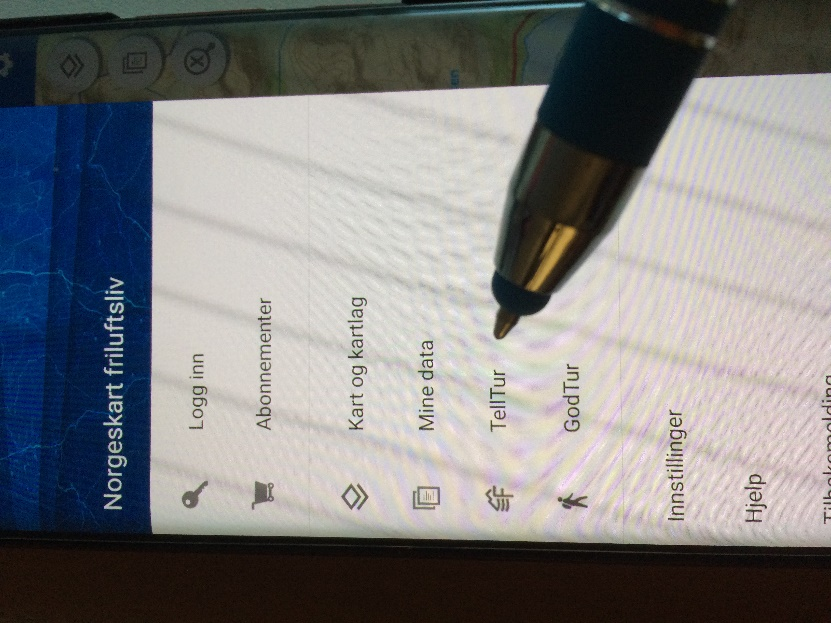 Norgeskart friluftsliv
Logg inn
Abonnementer
Kart og kartlag
Mine data
TellTur
GodTur
Innstillinger
Hjelp